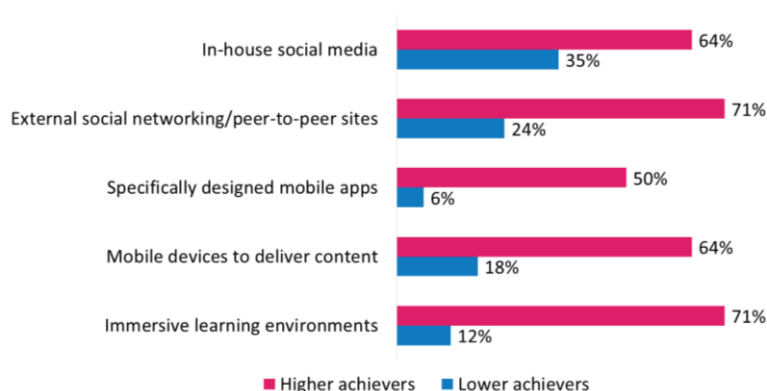 In-house social media
64%
35%
External social networking/peer-to-peer sites
71%
24%
Specifically designed mobile apps
50%
6%
Mobile devices to deliver content
64%
18%
Immersive learning environments
71%
12%
Higher achievers Lower achievers